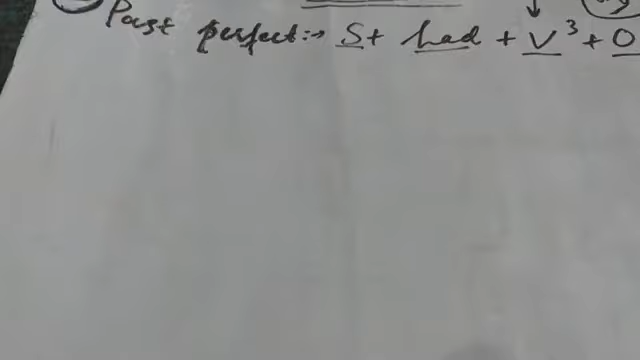 Past perfect:→ S + had + V³ + O